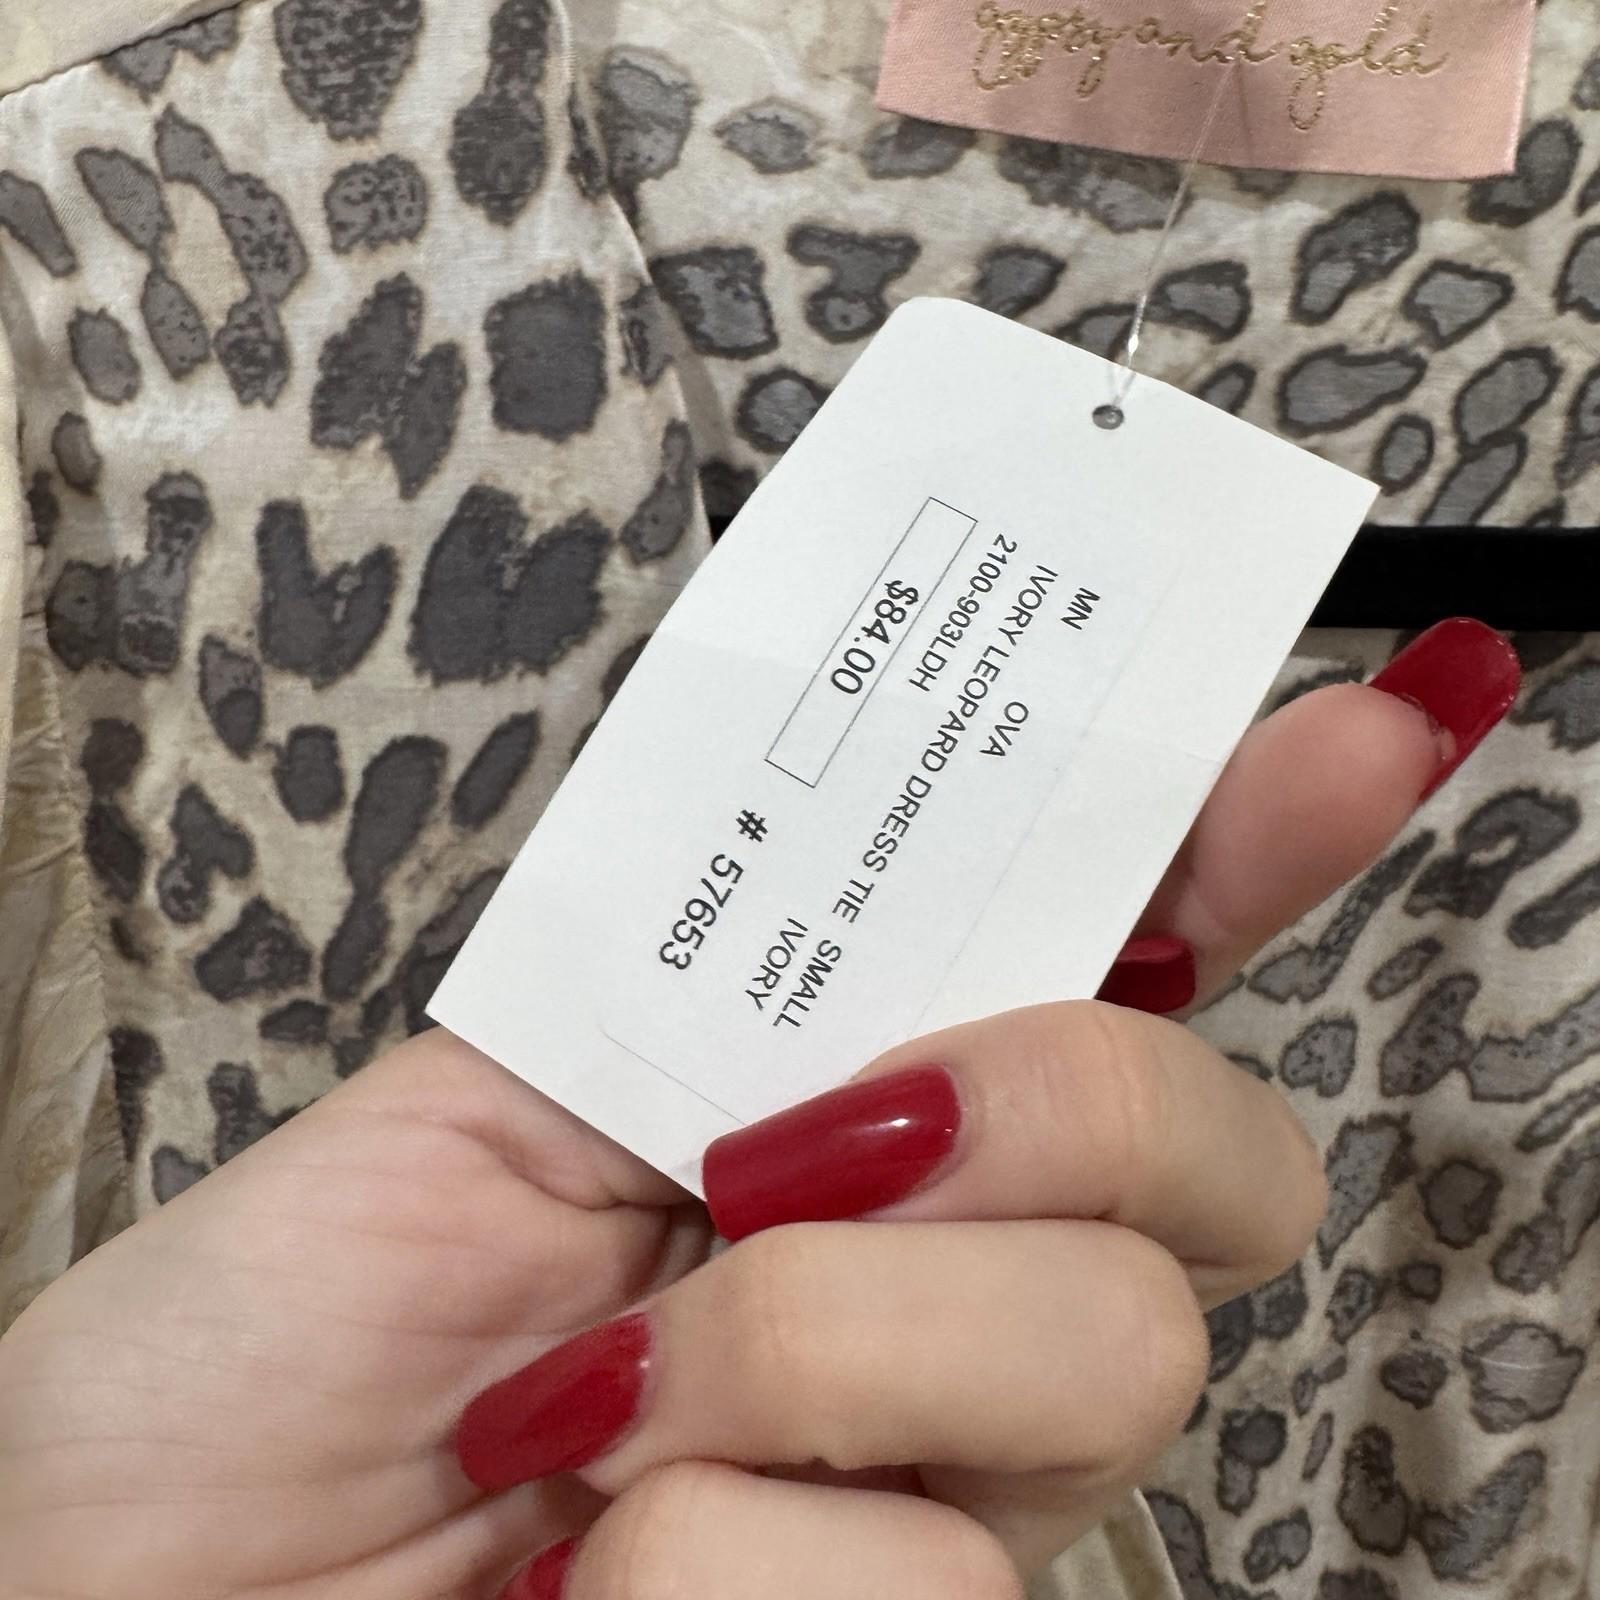 gypsy and gold
MN OVA
IVORY LEOPARD DRESS TIE SMALL
2100-903LDH IVORY
$84.00 # 57653